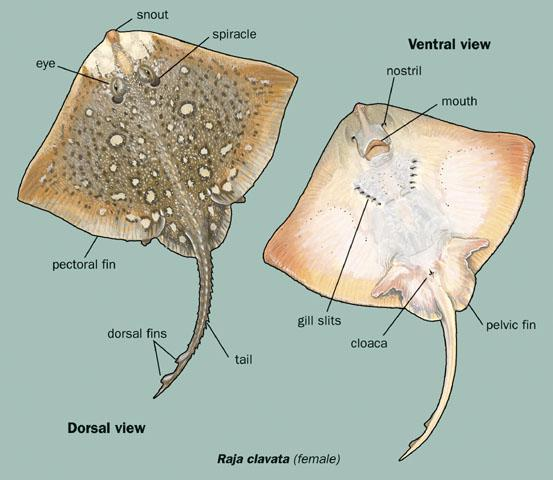 snout
spiracle
eye
pectoral fin
dorsal fins
tail
Dorsal view
Ventral view
nostril
mouth
gill slits
cloaca
pelvic fin
Raja clavata (female)